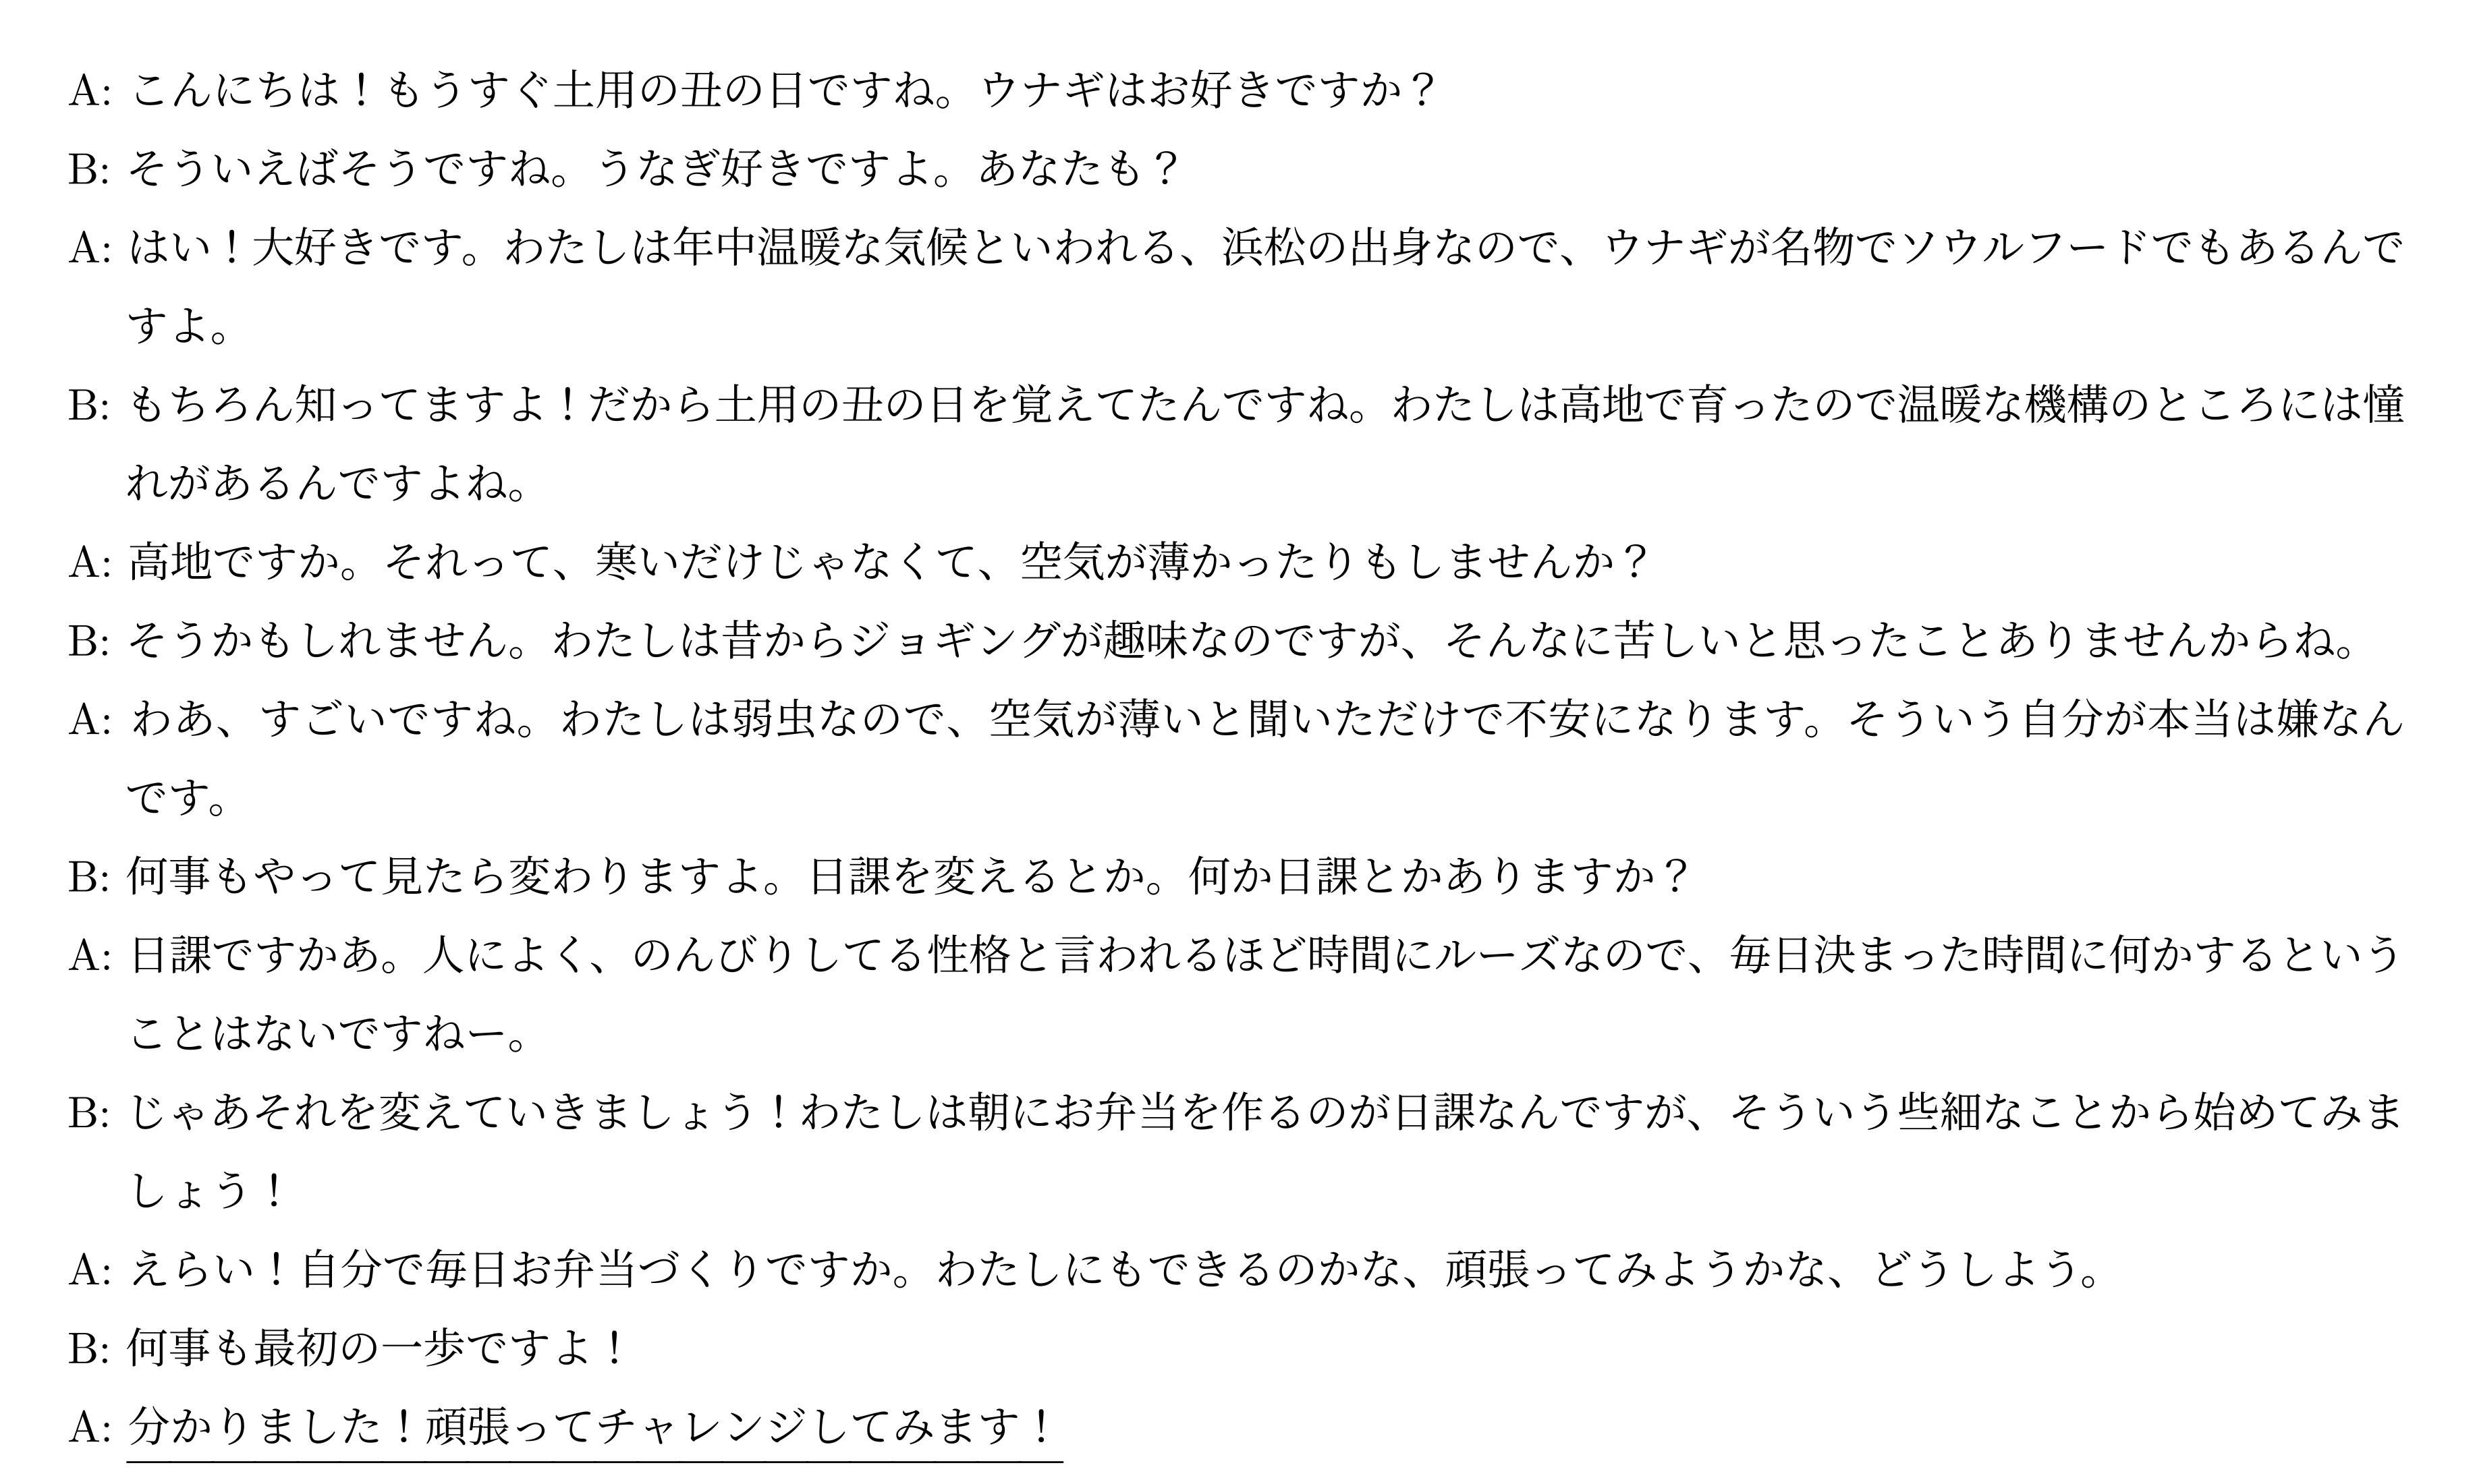 A: こんにちは！もうすぐ土用の丑の日ですね。ウナギはお好きですか？
B: そういえばそうですね。うなぎ好きですよ。あなたも？
A: はい！大好きです。わたしは年中温暖な気候といわれる、浜松の出身なので、ウナギが名物でソウルフードでもあるんで
すよ。
B: もちろん知ってますよ！だから土用の丑の日を覚えてたんですね。わたしは高地で育ったので温暖な機構のところには憧
れがあるんですよね。
A: 高地ですか。それって、寒いだけじゃなくて、空気が薄かったりもしませんか？
B: そうかもしれません。わたしは昔からジョギングが趣味なのですが、そんなに苦しいと思ったことありませんからね。
A: わあ、すごいですね。わたしは弱虫なので、空気が薄いと聞いただけで不安になります。そういう自分が本当は嫌なん
です。
B: 何事もやって見たら変わりますよ。日課を変えるとか。何か日課とかありますか？
A: 日課ですかあ。人によく、のんびりしてる性格と言われるほど時間にルーズなので、毎日決まった時間に何かするという
ことはないですねー。
B: じゃあそれを変えていきましょう！わたしは朝にお弁当を作るのが日課なんですが、そういう些細なことから始めてみま
しょう！
A: えらい！自分で毎日お弁当づくりですか。わたしにもできるのかな、頑張ってみようかな、どうしよう。
B: 何事も最初の一歩ですよ！
A: 分かりました！頑張ってチャレンジしてみます！